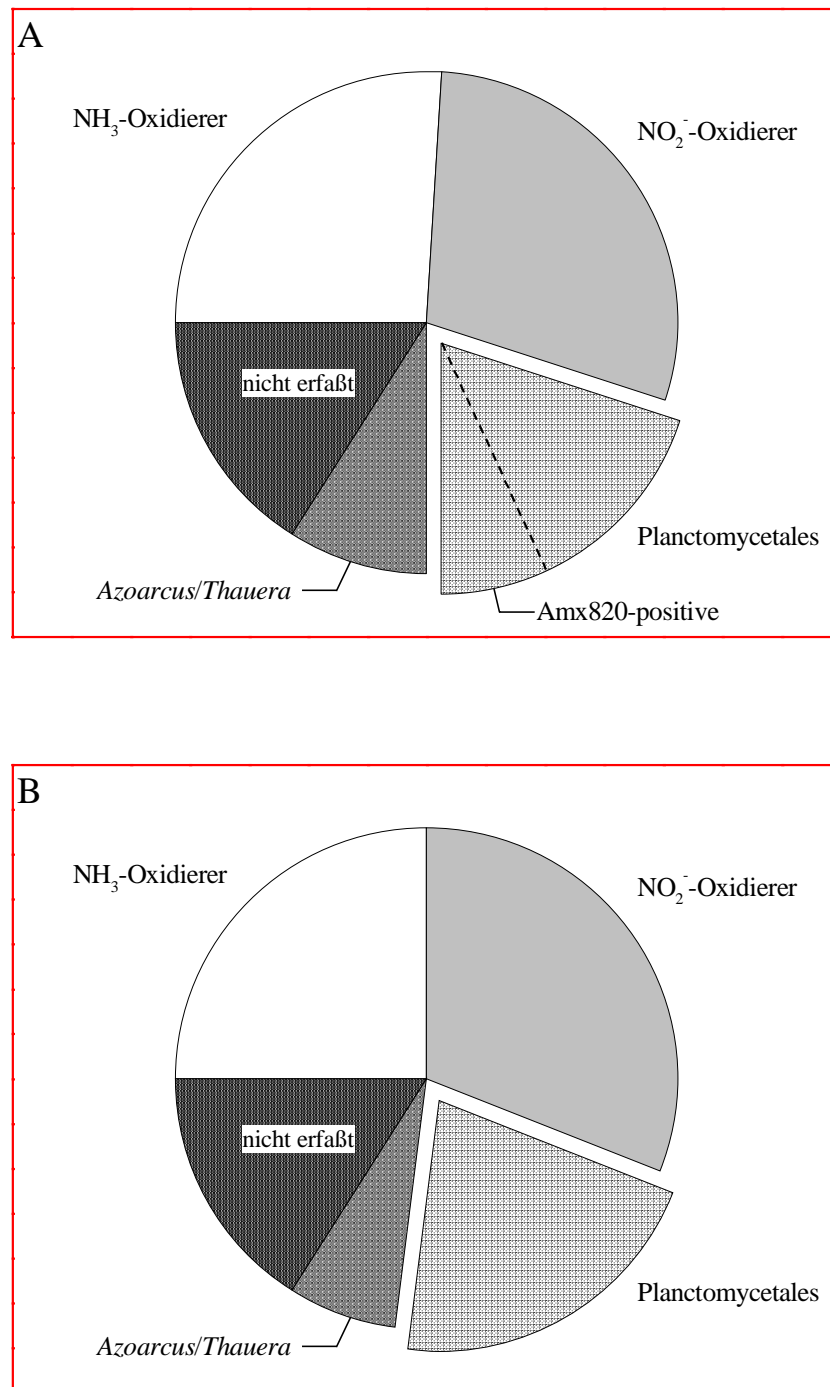 A
NH₃-Oxidierer
NO₂⁻-Oxidierer
nicht erfaßt
Planctomycetales
Azoarcus/Thauera
Amx820-positive
B
NH₃-Oxidierer
NO₂⁻-Oxidierer
nicht erfaßt
Planctomycetales
Azoarcus/Thauera